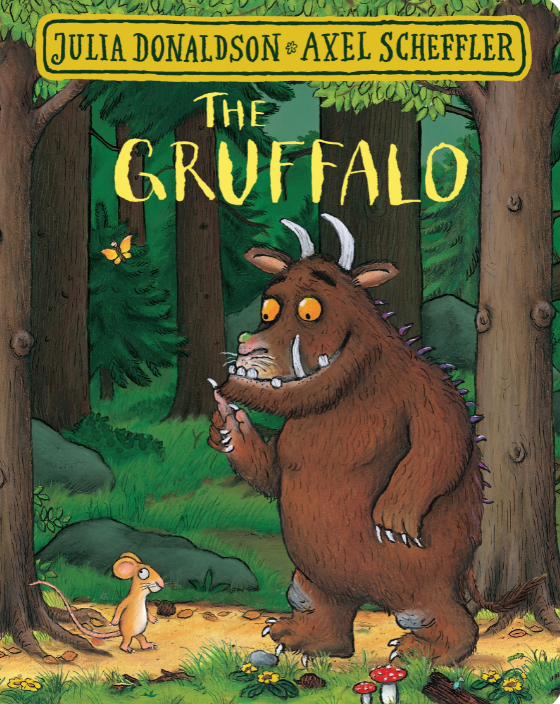 JULIA DONALDSON * AXEL SCHEFFLER
THE
GRUFFALO